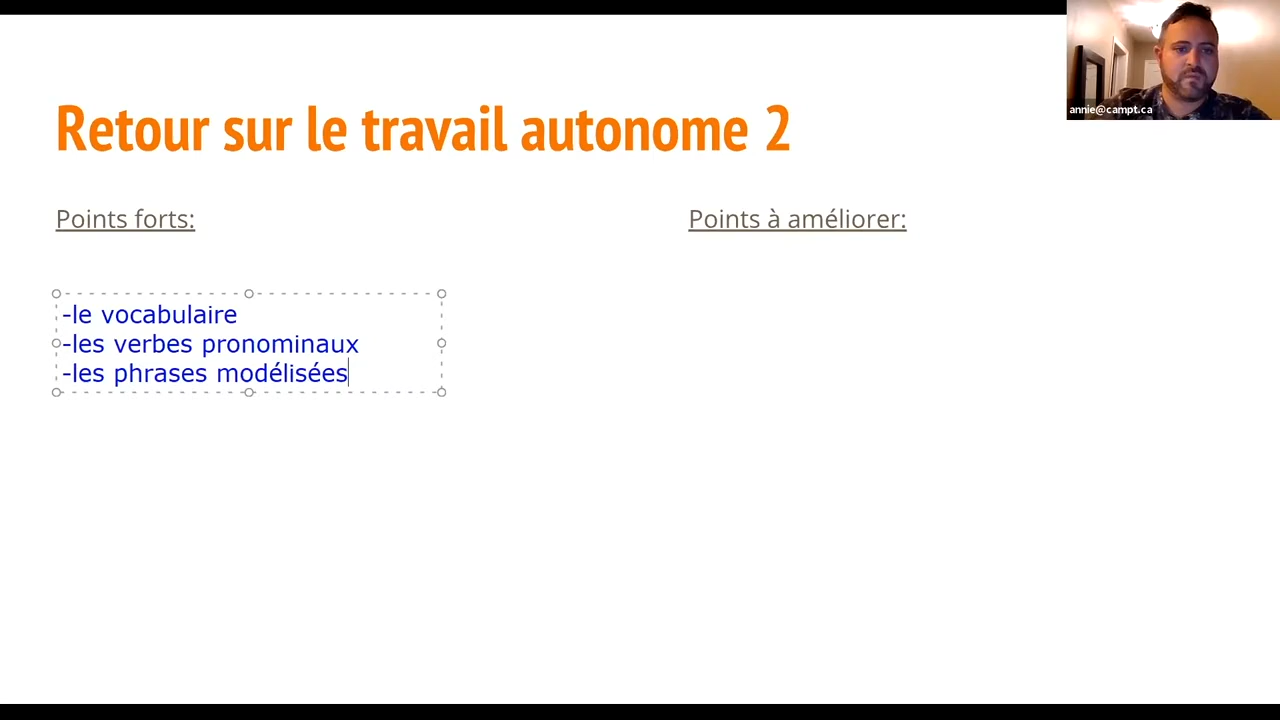 annie@campt.ca
Retour sur le travail autonome 2
Points forts:
Points à améliorer:
-le vocabulaire
-les verbes pronominaux
-les phrases modélisées